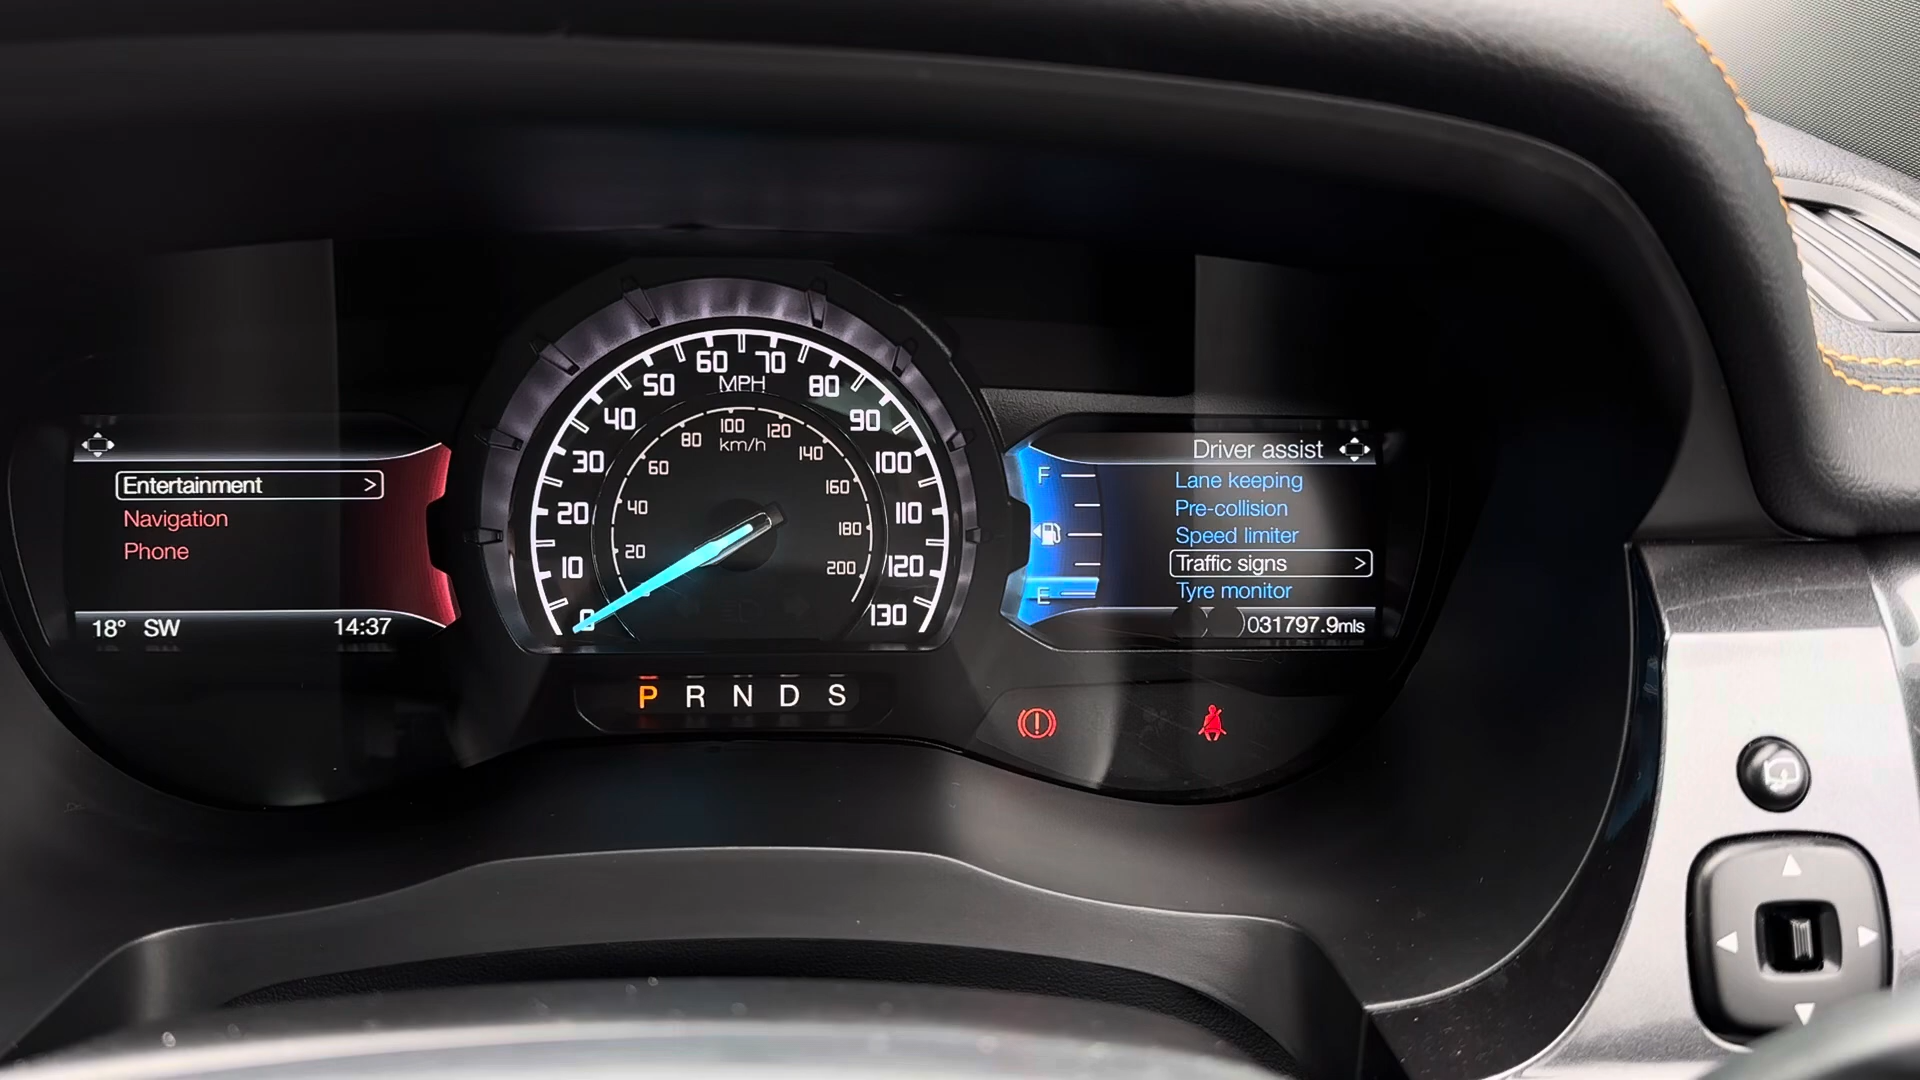 Entertainment >
Navigation
Phone
18° SW 14:37
0
10
20
30
40
50
60
70
80
90
100
110
120
130
MPH
20
40
60
80
100
120
140
160
180
200
km/h
P R N D S
F
E
Driver assist
Lane keeping
Pre-collision
Speed limiter
Traffic signs >
Tyre monitor
031797.9mls